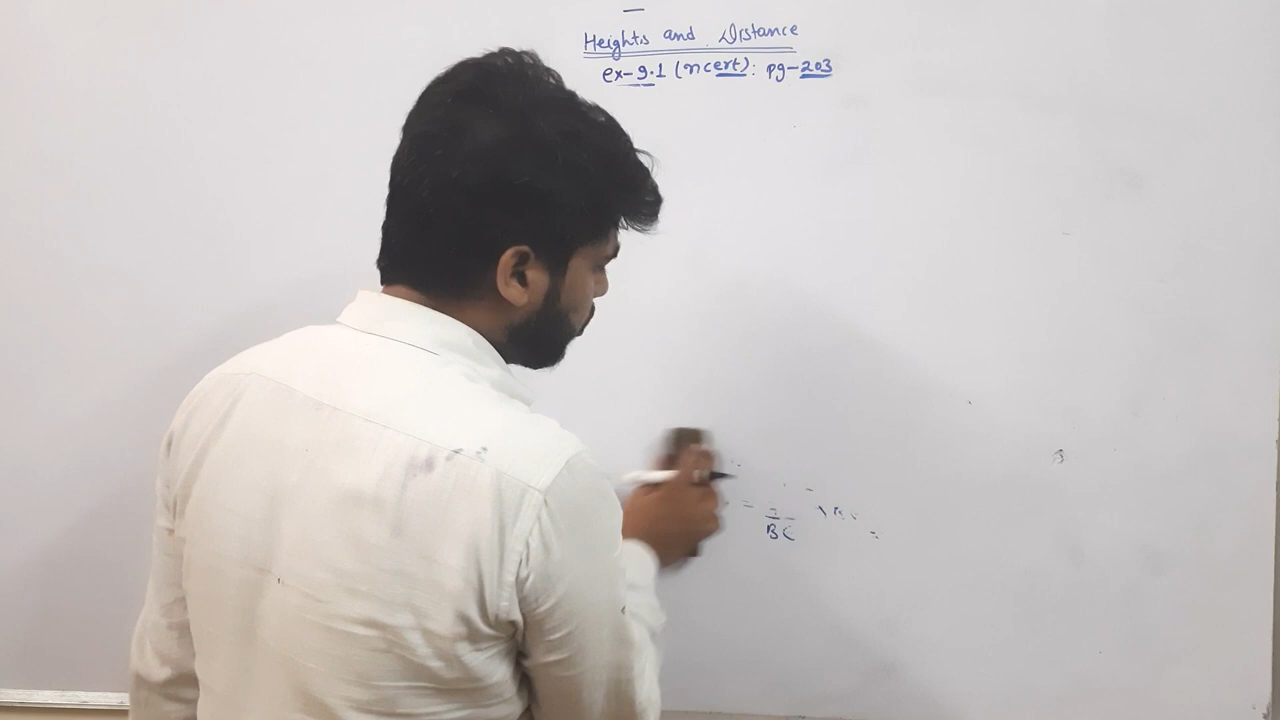 Heights and Distance
ex-9.1 (ncert): pg-203
= BC